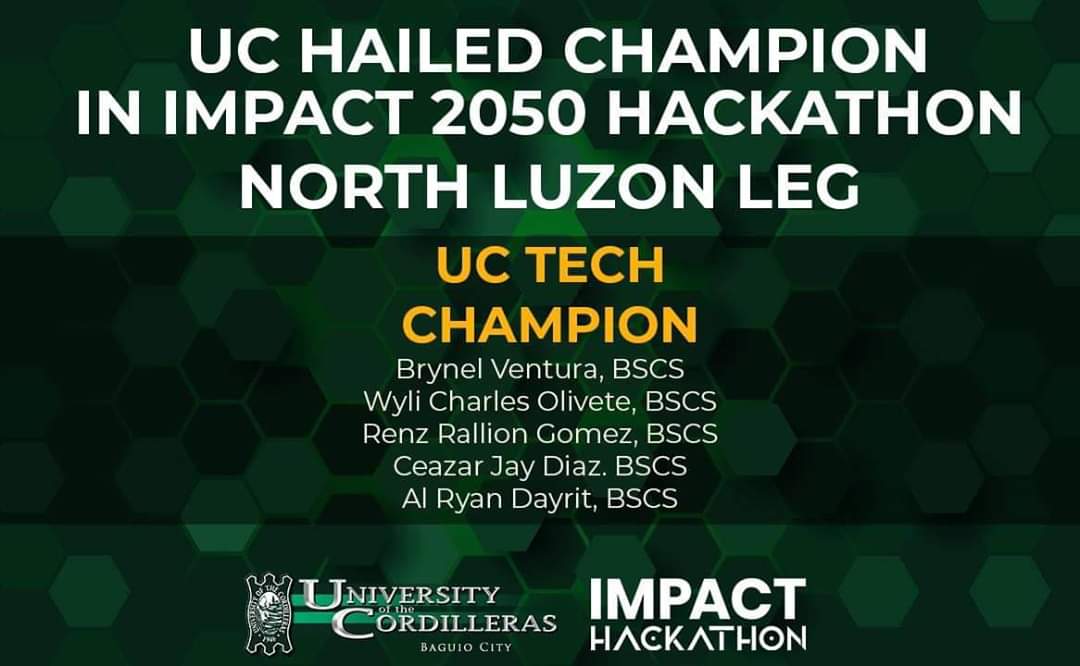 UC HAILED CHAMPION
IN IMPACT 2050 HACKATHON
NORTH LUZON LEG
UC TECH
CHAMPION
Brynel Ventura, BSCS
Wyli Charles Olivete, BSCS
Renz Rallion Gomez, BSCS
Ceazar Jay Diaz. BSCS
Al Ryan Dayrit, BSCS
UNIVERSITY
of the
CORDILLERAS
BAGUIO CITY
IMPACT
HACKATHON